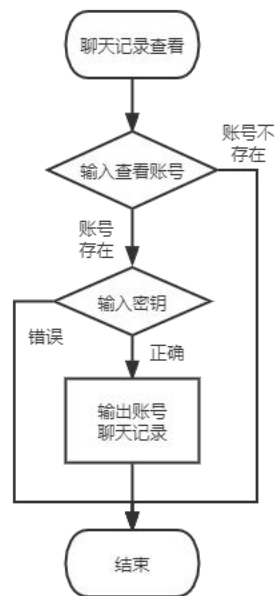 聊天记录查看
账号不
存在
输入查看账号
账号
存在
输入密钥
错误
正确
输出账号
聊天记录
结束